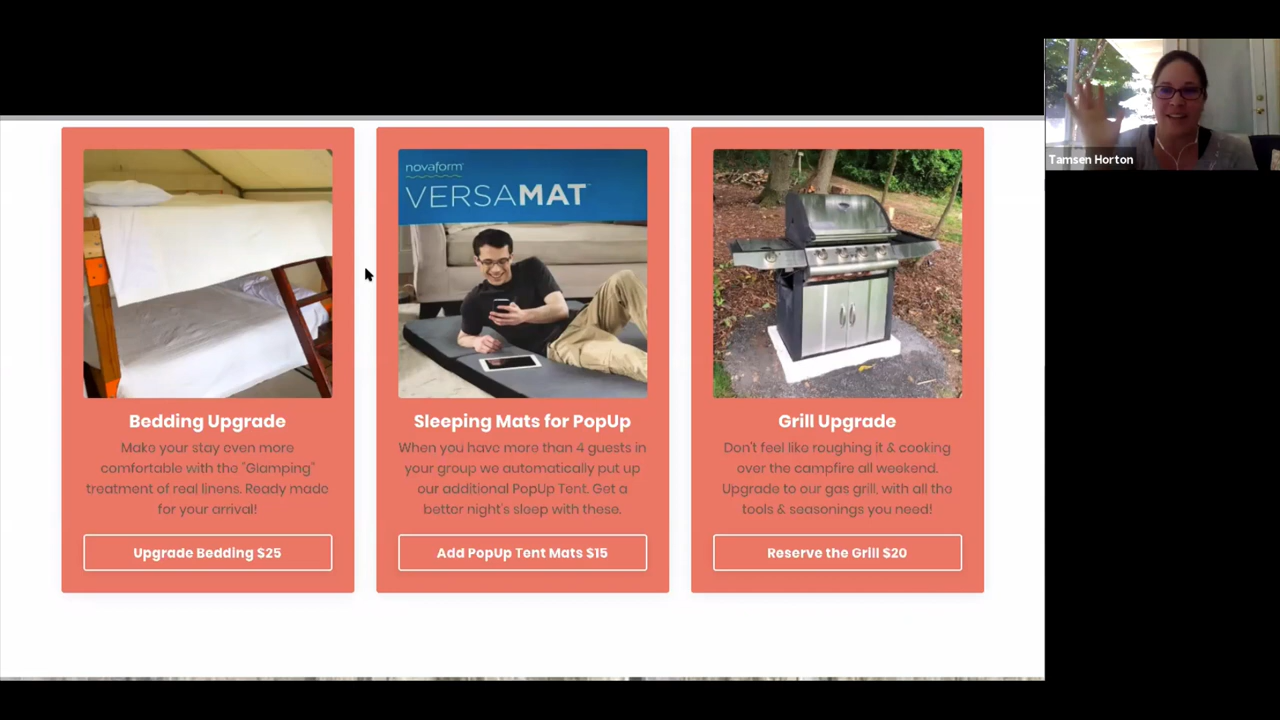 Tamsen Horton
novaform
VERSAMAT
Bedding Upgrade
Make your stay even more
comfortable with the "Glamping"
treatment of real linens. Ready made
for your arrival!
Upgrade Bedding $25
Sleeping Mats for PopUp
When you have more than 4 guests in
your group we automatically put up
our additional PopUp Tent. Get a
better night's sleep with these.
Add PopUp Tent Mats $15
Grill Upgrade
Don't feel like roughing it & cooking
over the campfire all weekend.
Upgrade to our gas grill, with all the
tools & seasonings you need!
Reserve the Grill $20